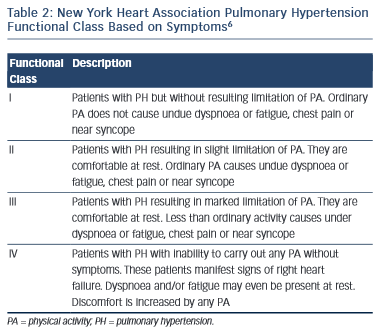 Table 2: New York Heart Association Pulmonary Hypertension
Functional Class Based on Symptoms6
Functional Description
Class
I Patients with PH but without resulting limitation of PA. Ordinary
PA does not cause undue dyspnoea or fatigue, chest pain or
near syncope
II Patients with PH resulting in slight limitation of PA. They are
comfortable at rest. Ordinary PA causes undue dyspnoea or
fatigue, chest pain or near syncope
III Patients with PH resulting in marked limitation of PA. They are
comfortable at rest. Less than ordinary activity causes under
dyspnoea or fatigue, chest pain or near syncope
IV Patients with PH with inability to carry out any PA without
symptoms. These patients manifest signs of right heart
failure. Dyspnoea and/or fatigue may even be present at rest.
Discomfort is increased by any PA
PA = physical activity; PH = pulmonary hypertension.